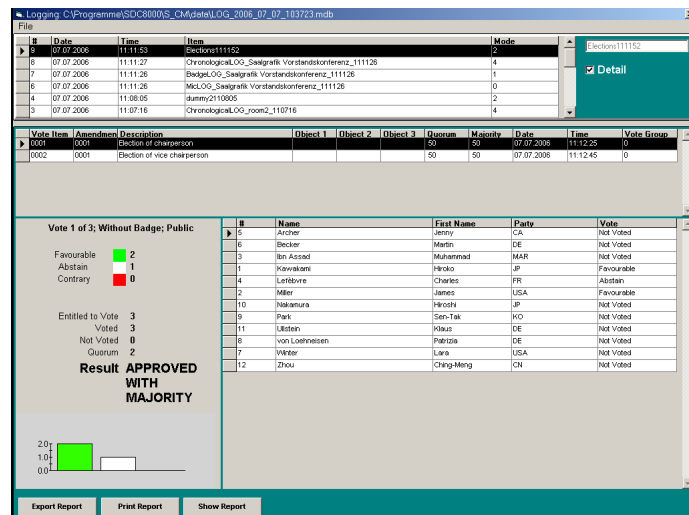 Logging: C:\Programme\SDC8000\S_CM\data\LOG_2006_07_07_103723.mdb
File
# Date Time Item Mode
9 07.07.2006 11:11:53 Elections111152 2
8 07.07.2006 11:11:27 ChronologicalLOG_Saalgrafik Vorstandskonferenz_111126 4
7 07.07.2006 11:11:26 BadgeLOG_Saalgrafik Vorstandskonferenz_111126 1
6 07.07.2006 11:11:26 MicLOG_Saalgrafik Vorstandskonferenz_111126 0
4 07.07.2006 11:08:05 dummy2110805 2
3 07.07.2006 11:07:16 ChronologicalLOG_room2_110716 4
Elections111152
Detail
Vote Item Amendmen Description Object 1 Object 2 Object 3 Quorum Majority Date Time Vote Group
0001 0001 Election of chairperson 50 50 07.07.2006 11:12:25 0
0002 0001 Election of vice chairperson 50 50 07.07.2006 11:12:45 0
Vote 1 of 3; Without Badge; Public
Favourable 2
Abstain 1
Contrary 0
Entitled to Vote 3
Voted 3
Not Voted 0
Quorum 2
Result APPROVED
WITH
MAJORITY
2.0
1.0
0.0
# Name First Name Party Vote
5 Archer Jenny CA Not Voted
6 Becker Martin DE Not Voted
3 Ibn Assad Muhammad MAR Not Voted
1 Kawakami Hiroko JP Favourable
4 Lefèbvre Charles FR Abstain
2 Miller James USA Favourable
10 Nakamura Hiroshi JP Not Voted
9 Park Sen-Tak KO Not Voted
11 Ullstein Klaus DE Not Voted
8 von Loehneisen Patrizia DE Not Voted
7 Winter Lara USA Not Voted
12 Zhou Ching-Meng CN Not Voted
Export Report Print Report Show Report